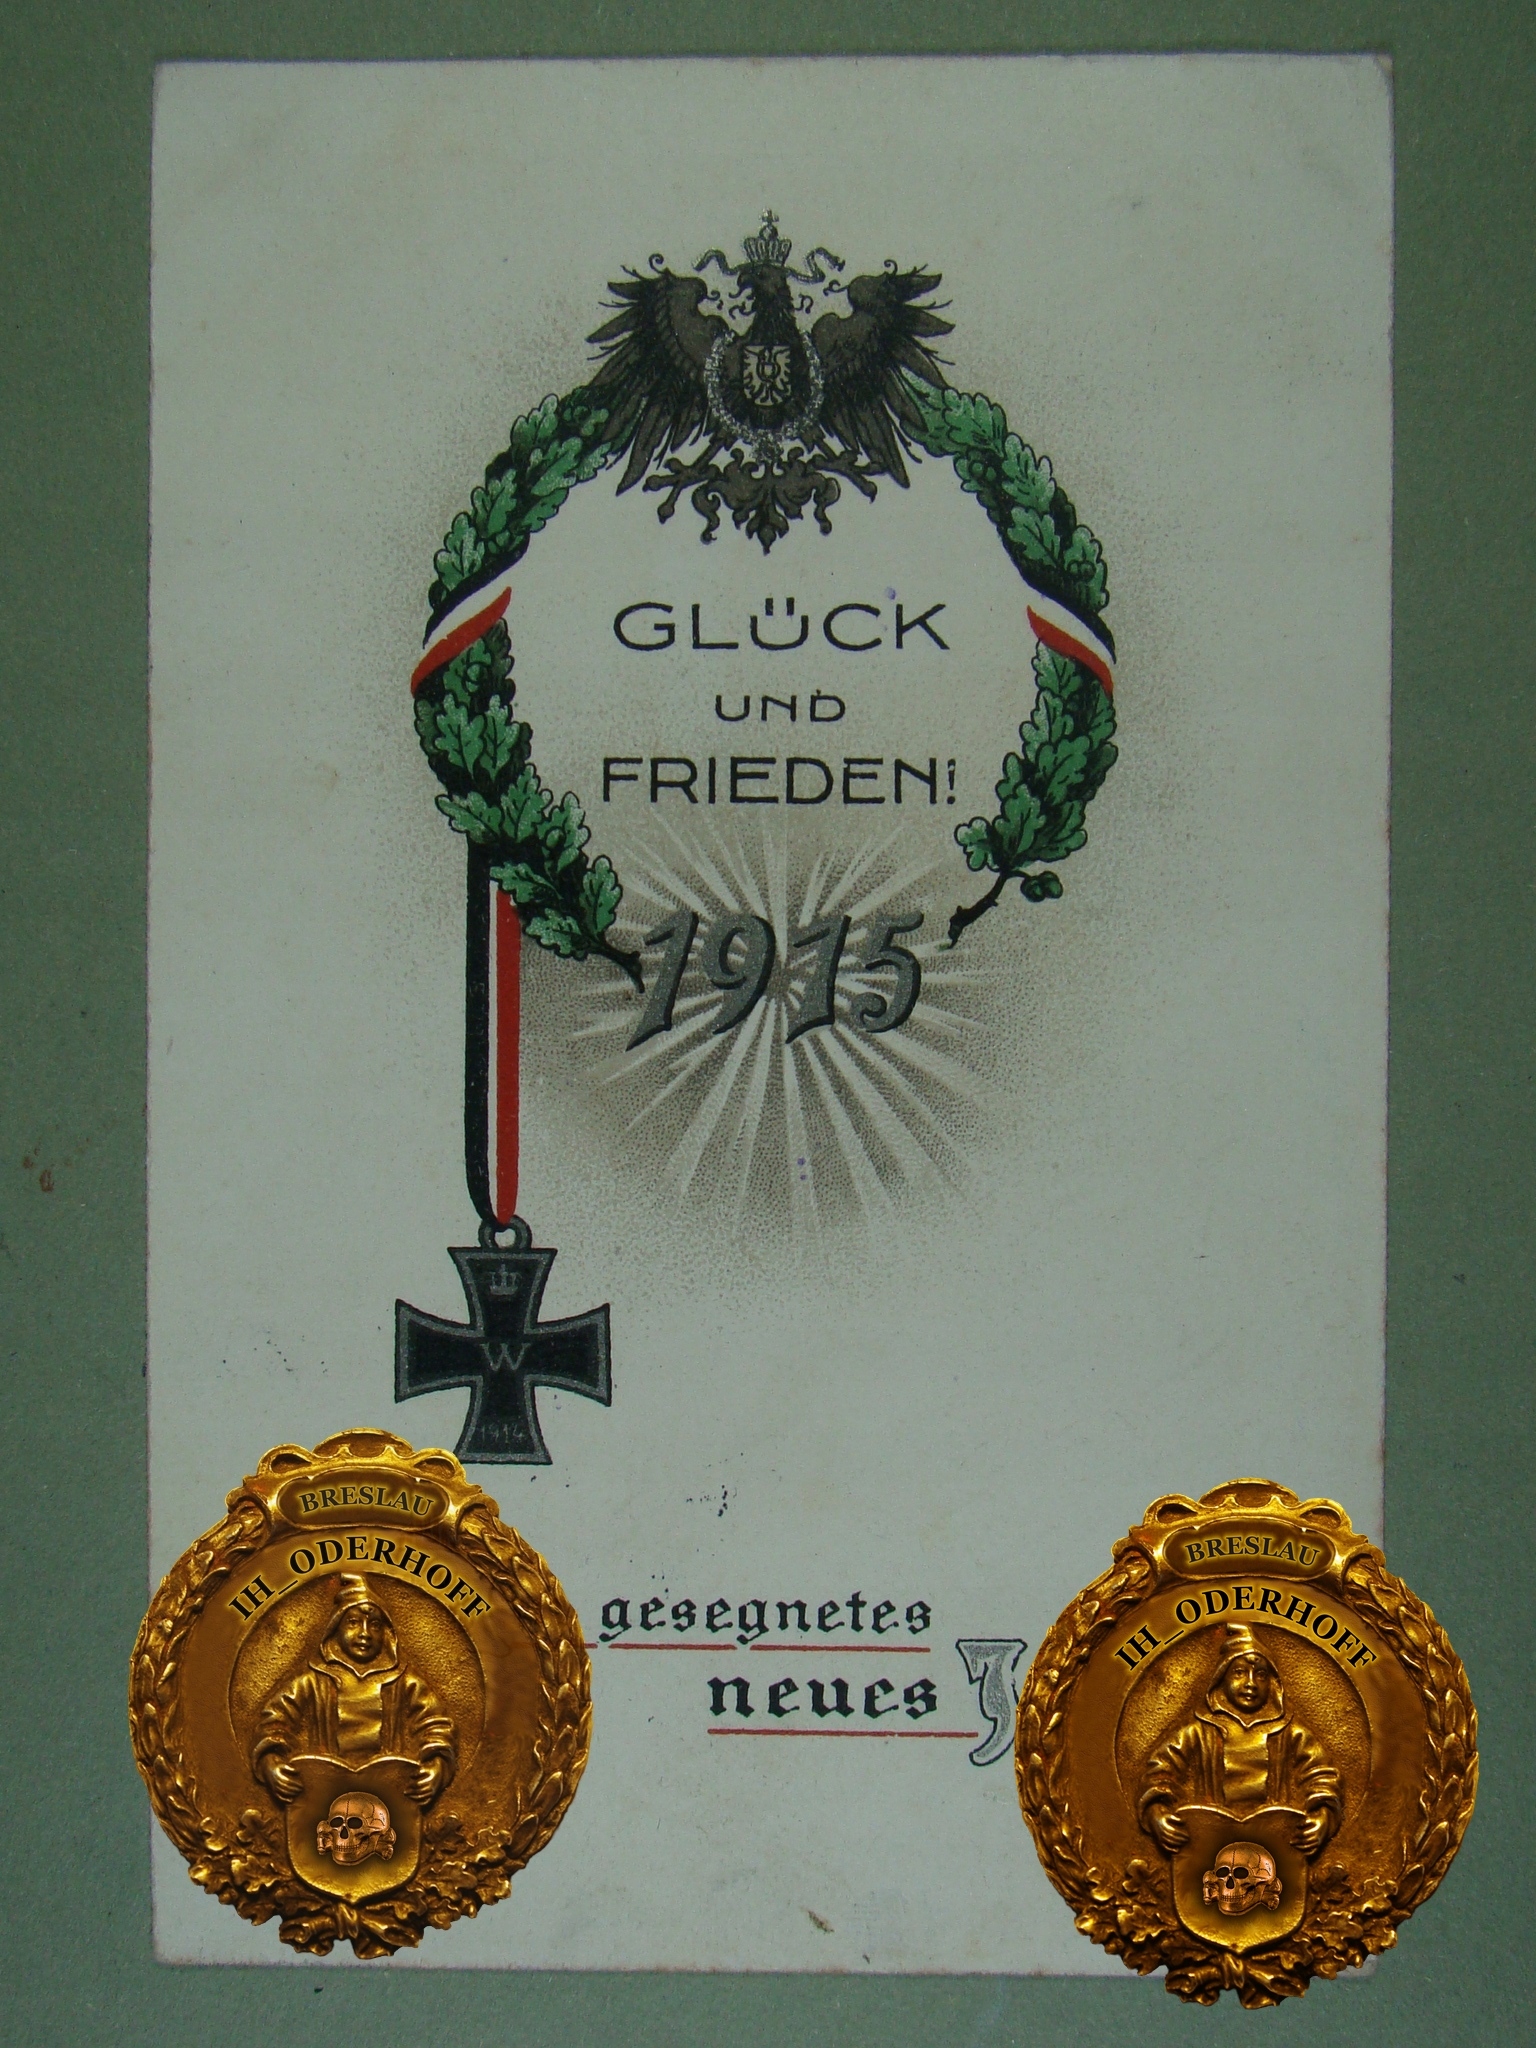 GLÜCK
UND
FRIEDEN!
1915
W
1914
BRESLAU
IH_ODERHOFF
gesegnetes
neues J
BRESLAU
IH_ODERHOFF